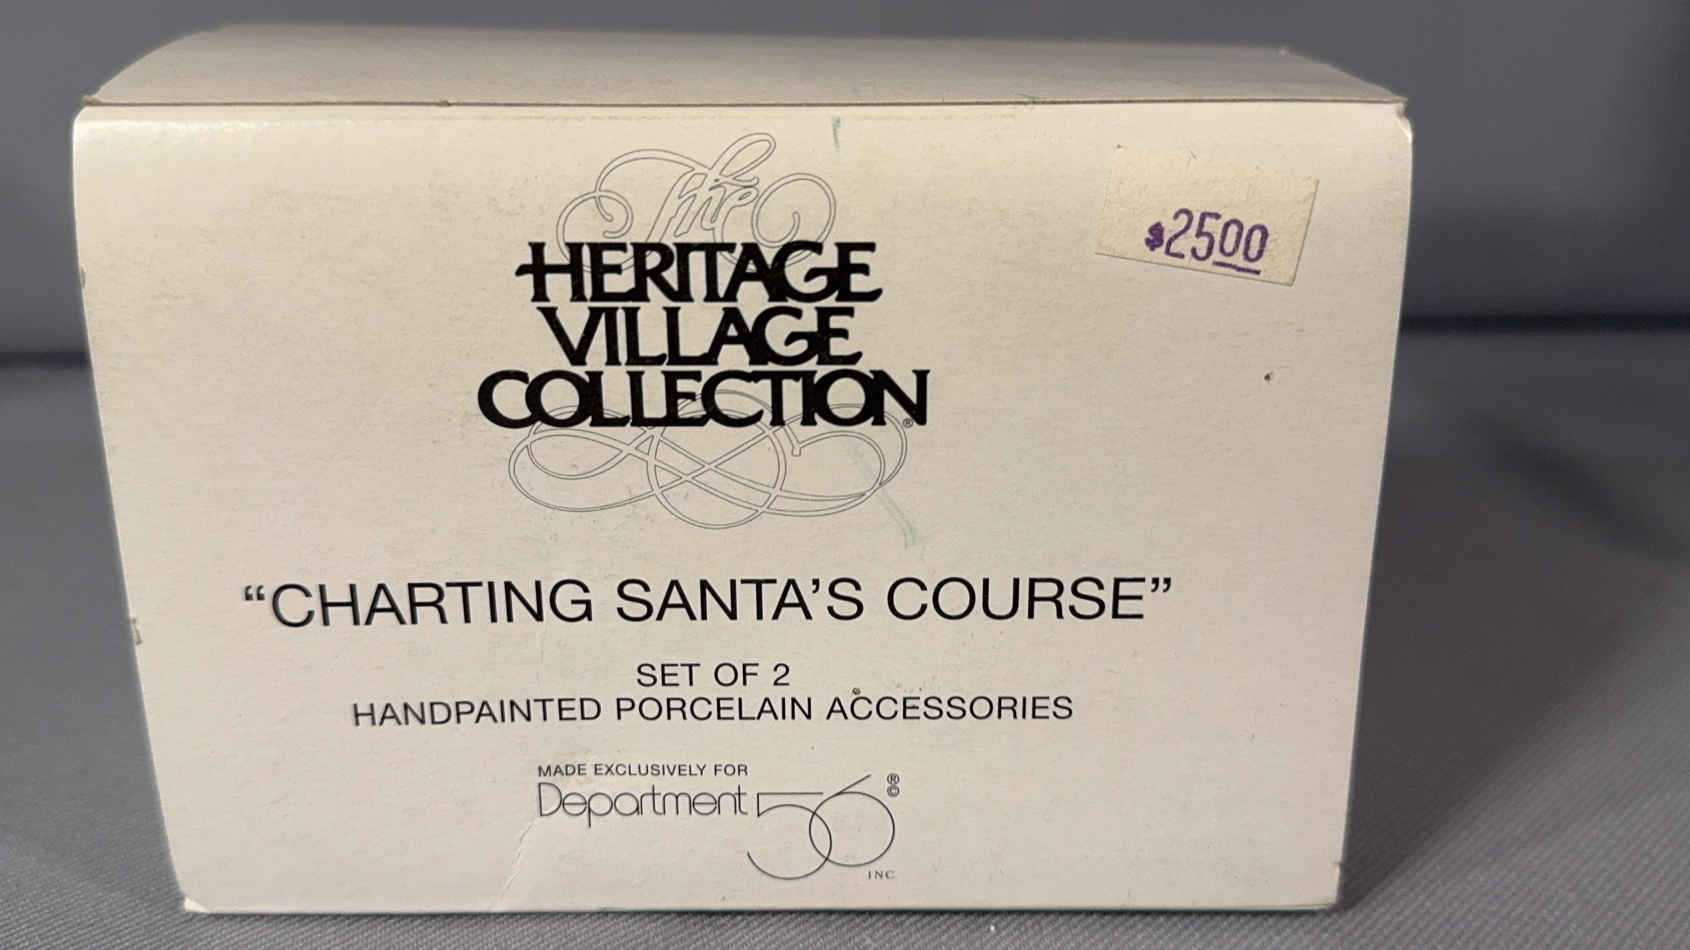 The
HERITAGE
VILLAGE
COLLECTION®
$2500
“CHARTING SANTA’S COURSE”
SET OF 2
HANDPAINTED PORCELAIN ACCESSORIES
MADE EXCLUSIVELY FOR
Department 56 ® ©
INC